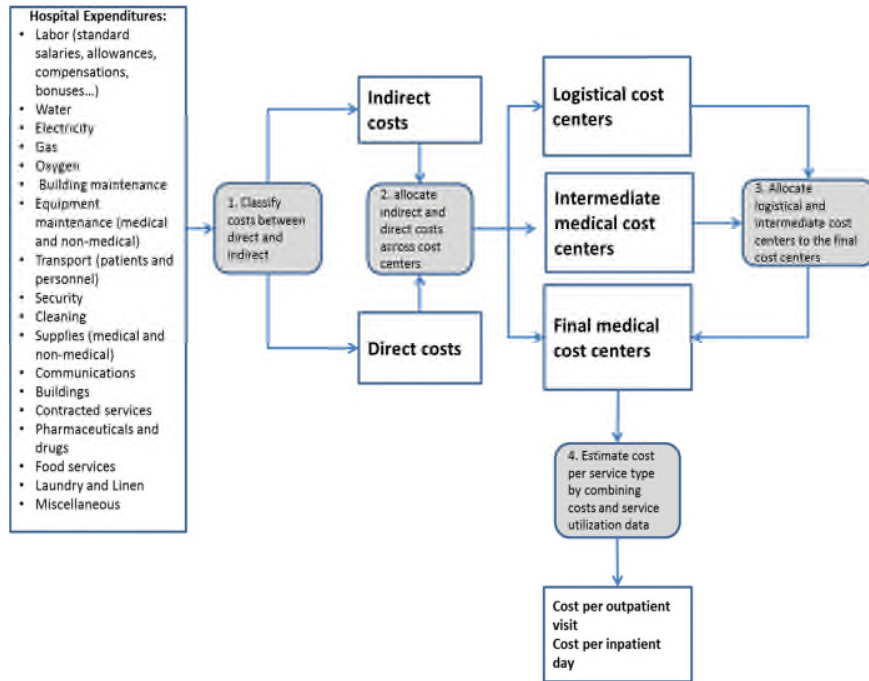 Hospital Expenditures:
• Labor (standard
salaries, allowances,
compensations,
bonuses...)
• Water
• Electricity
• Gas
• Oxygen
• Building maintenance
• Equipment
maintenance (medical
and non-medical)
• Transport (patients and
personnel)
• Security
• Cleaning
• Supplies (medical and
non-medical)
• Communications
• Buildings
• Contracted services
• Pharmaceuticals and
drugs
• Food services
• Laundry and Linen
• Miscellaneous
1. Classify
costs between
direct and
indirect
Indirect
costs
2. allocate
indirect and
direct costs
across cost
centers
Direct costs
Logistical cost
centers
Intermediate
medical cost
centers
Final medical
cost centers
3. Allocate
logistical and
intermediate cost
centers to the final
cost centers
4. Estimate cost
per service type
by combining
costs and service
utilization data
Cost per outpatient
visit
Cost per inpatient
day